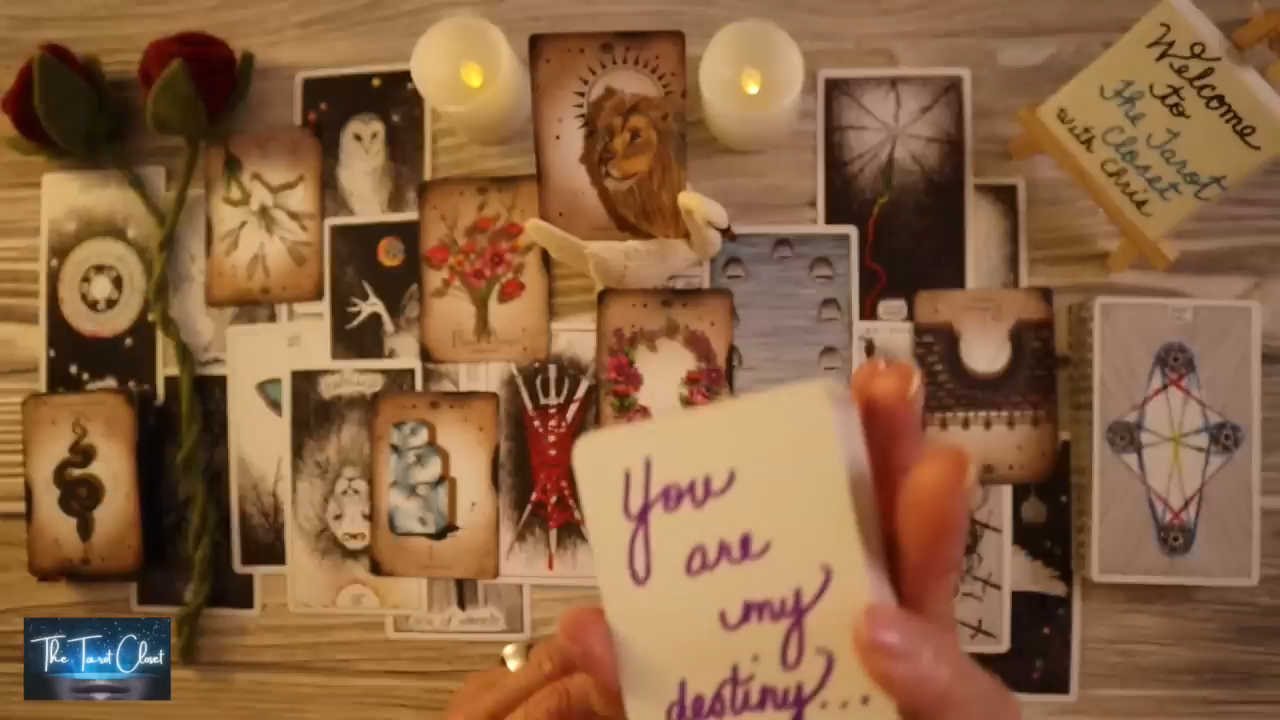 Welcome
to
The Tarot
Closet
with Chris
You
are
my
destiny...
The Tarot Closet